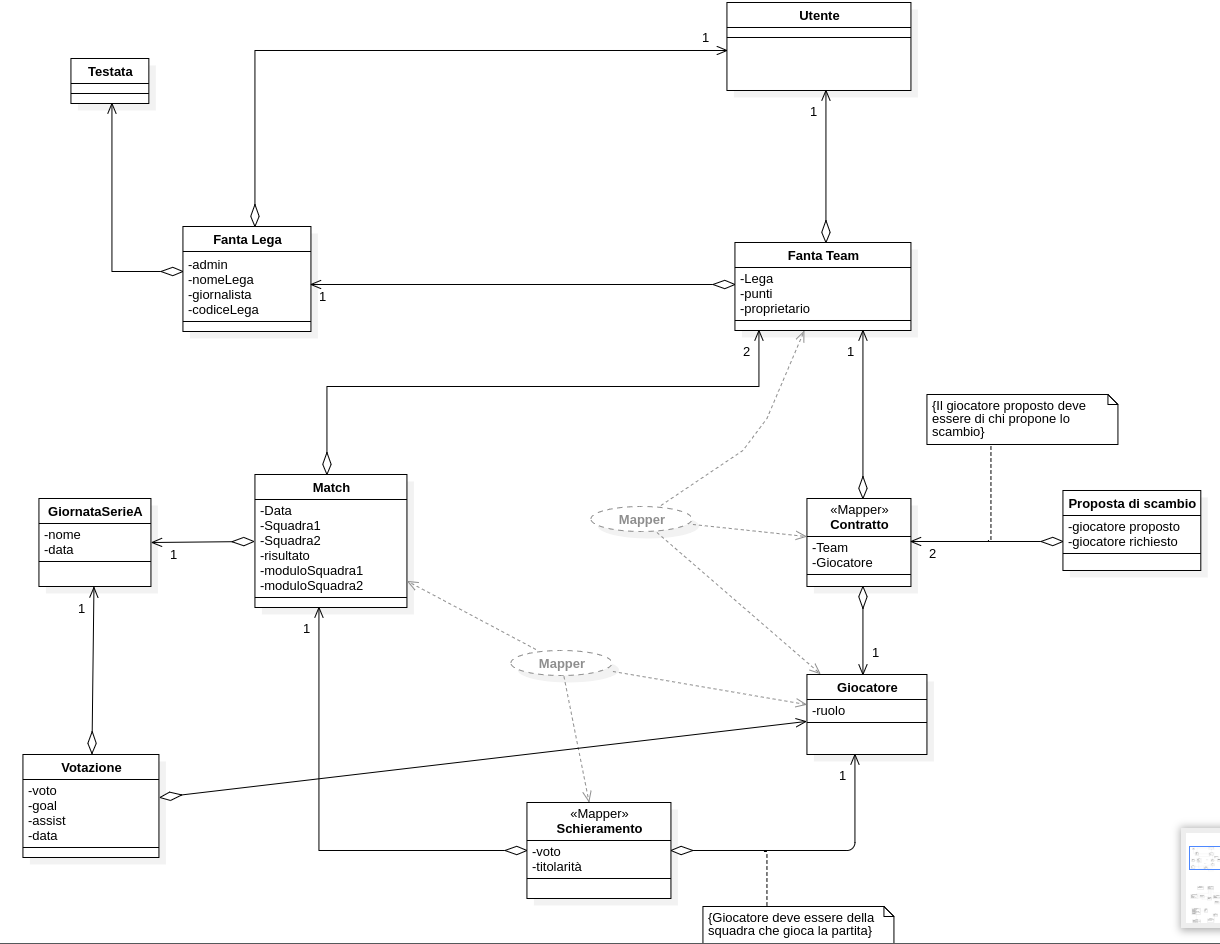 Utente
1
Testata
1
Fanta Lega
-admin
-nomeLega
-giornalista
-codiceLega
1
Fanta Team
-Lega
-punti
-proprietario
2
1
{Il giocatore proposto deve
essere di chi propone lo
scambio}
Match
-Data
-Squadra1
-Squadra2
-risultato
-moduloSquadra1
-moduloSquadra2
GiornataSerieA
-nome
-data
1
Mapper
«Mapper»
Contratto
-Team
-Giocatore
2
Proposta di scambio
-giocatore proposto
-giocatore richiesto
1
1
Mapper
1
Giocatore
-ruolo
1
Votazione
-voto
-goal
-assist
-data
«Mapper»
Schieramento
-voto
-titolarità
{Giocatore deve essere della
squadra che gioca la partita}